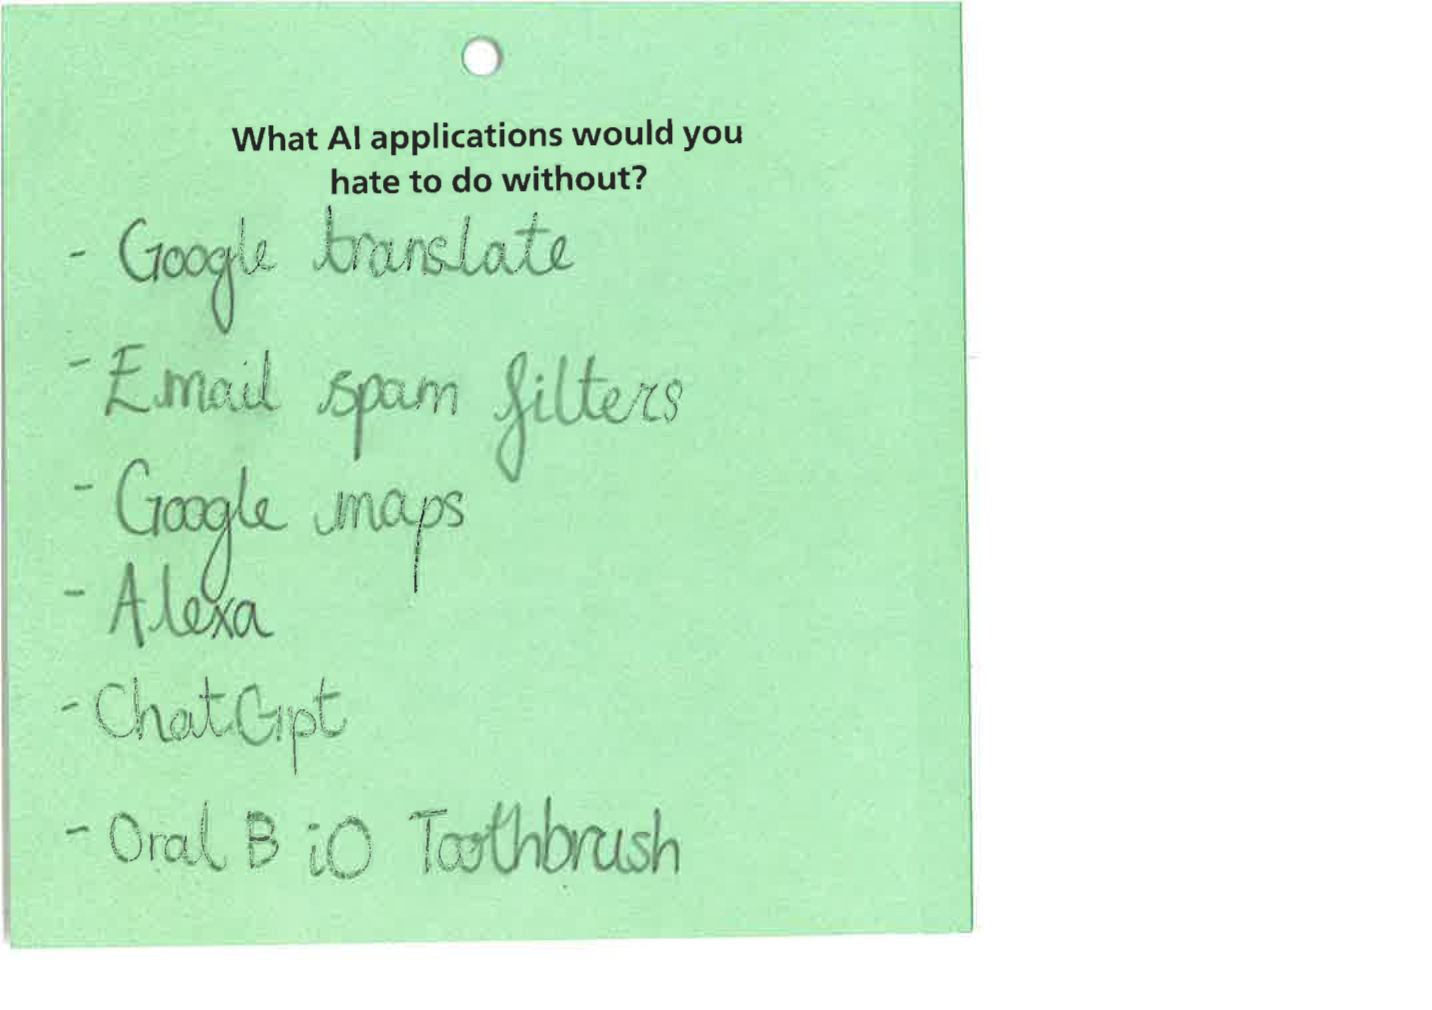 What AI applications would you
hate to do without?
- Google translate
- Email spam filters
- Google maps
- Alexa
- ChatGpt
- Oral B iO Toothbrush